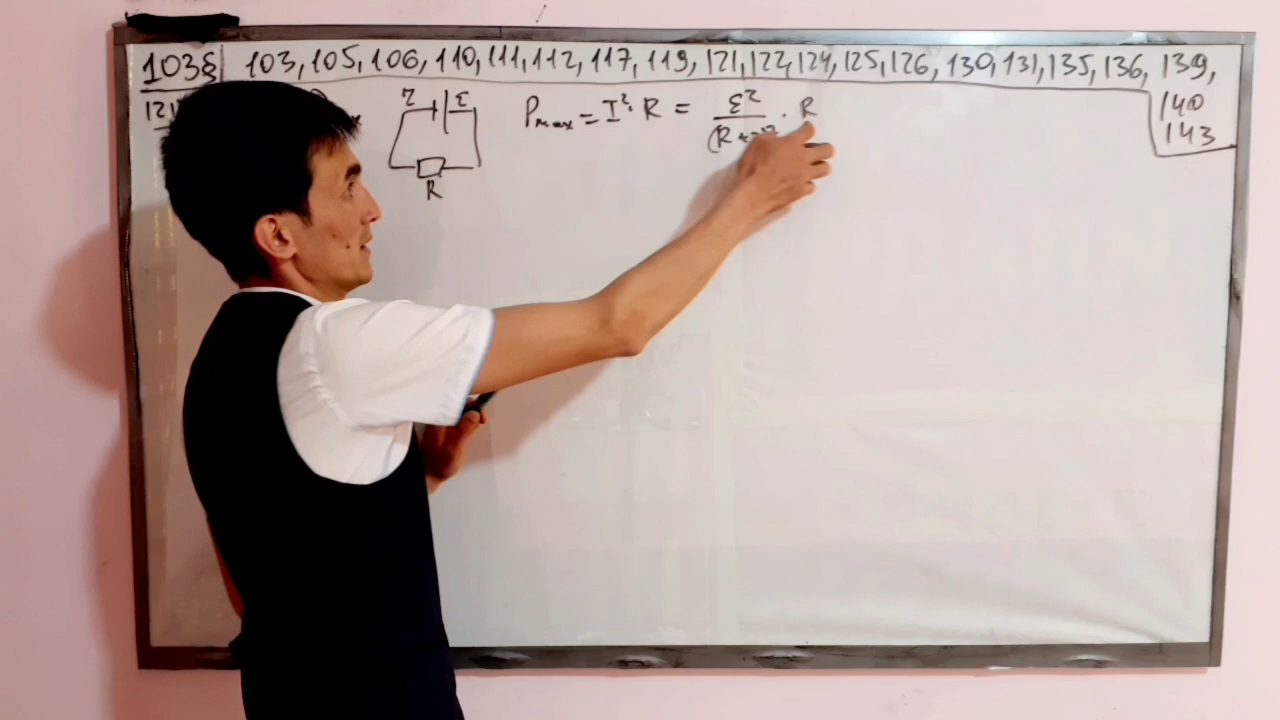 103ε 103, 105, 106, 110, 111, 112, 117, 119, 121, 122, 124, 125, 126, 130, 131, 135, 136, 139,
140
143
121
r ε
R
Pmax = I². R = ε²/(R+r)² · R